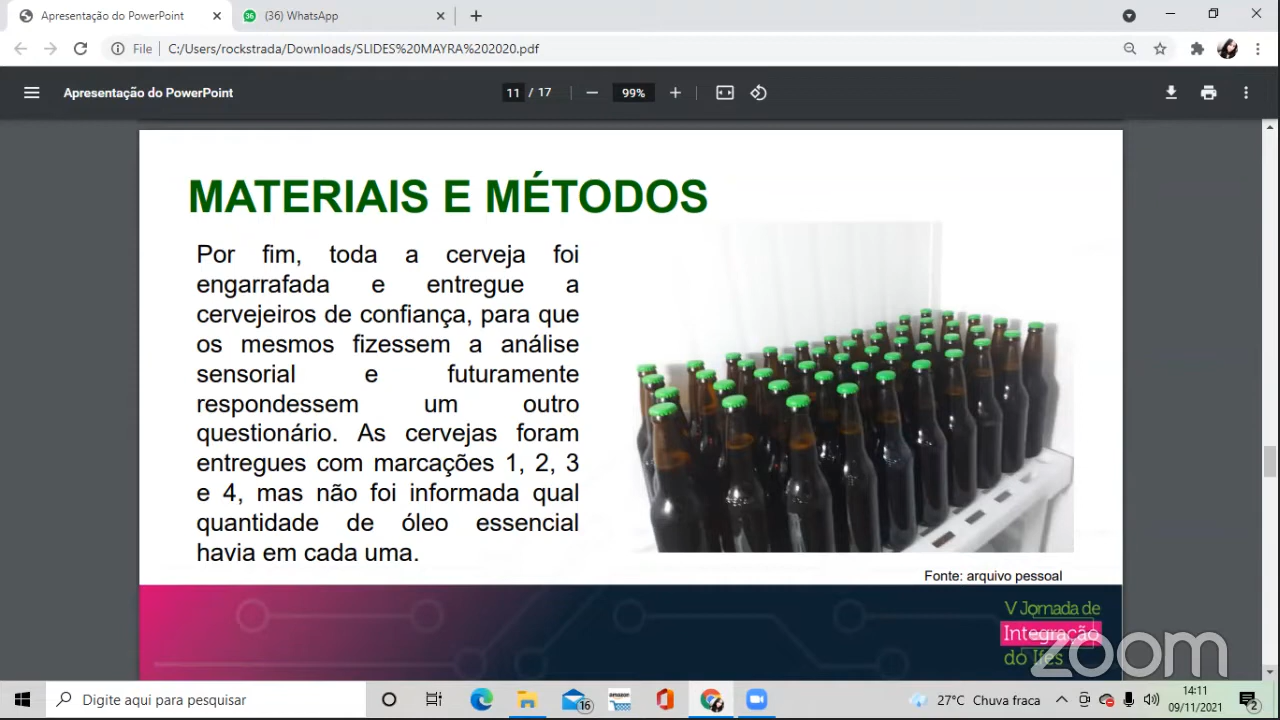 Apresentação do PowerPoint
(36) WhatsApp
File
C:/Users/rockstrada/Downloads/SLIDES%20MAYRA%202020.pdf
Apresentação do PowerPoint
11 / 17
99%
MATERIAIS E MÉTODOS
Por fim, toda a cerveja foi
engarrafada e entregue a
cervejeiros de confiança, para que
os mesmos fizessem a análise
sensorial e futuramente
respondessem um outro
questionário. As cervejas foram
entregues com marcações 1, 2, 3
e 4, mas não foi informada qual
quantidade de óleo essencial
havia em cada uma.
Fonte: arquivo pessoal
V Jornada de
Integração
do Ifes
zoom
Digite aqui para pesquisar
16
amazon
27°C Chuva fraca
14:11
09/11/2021
2